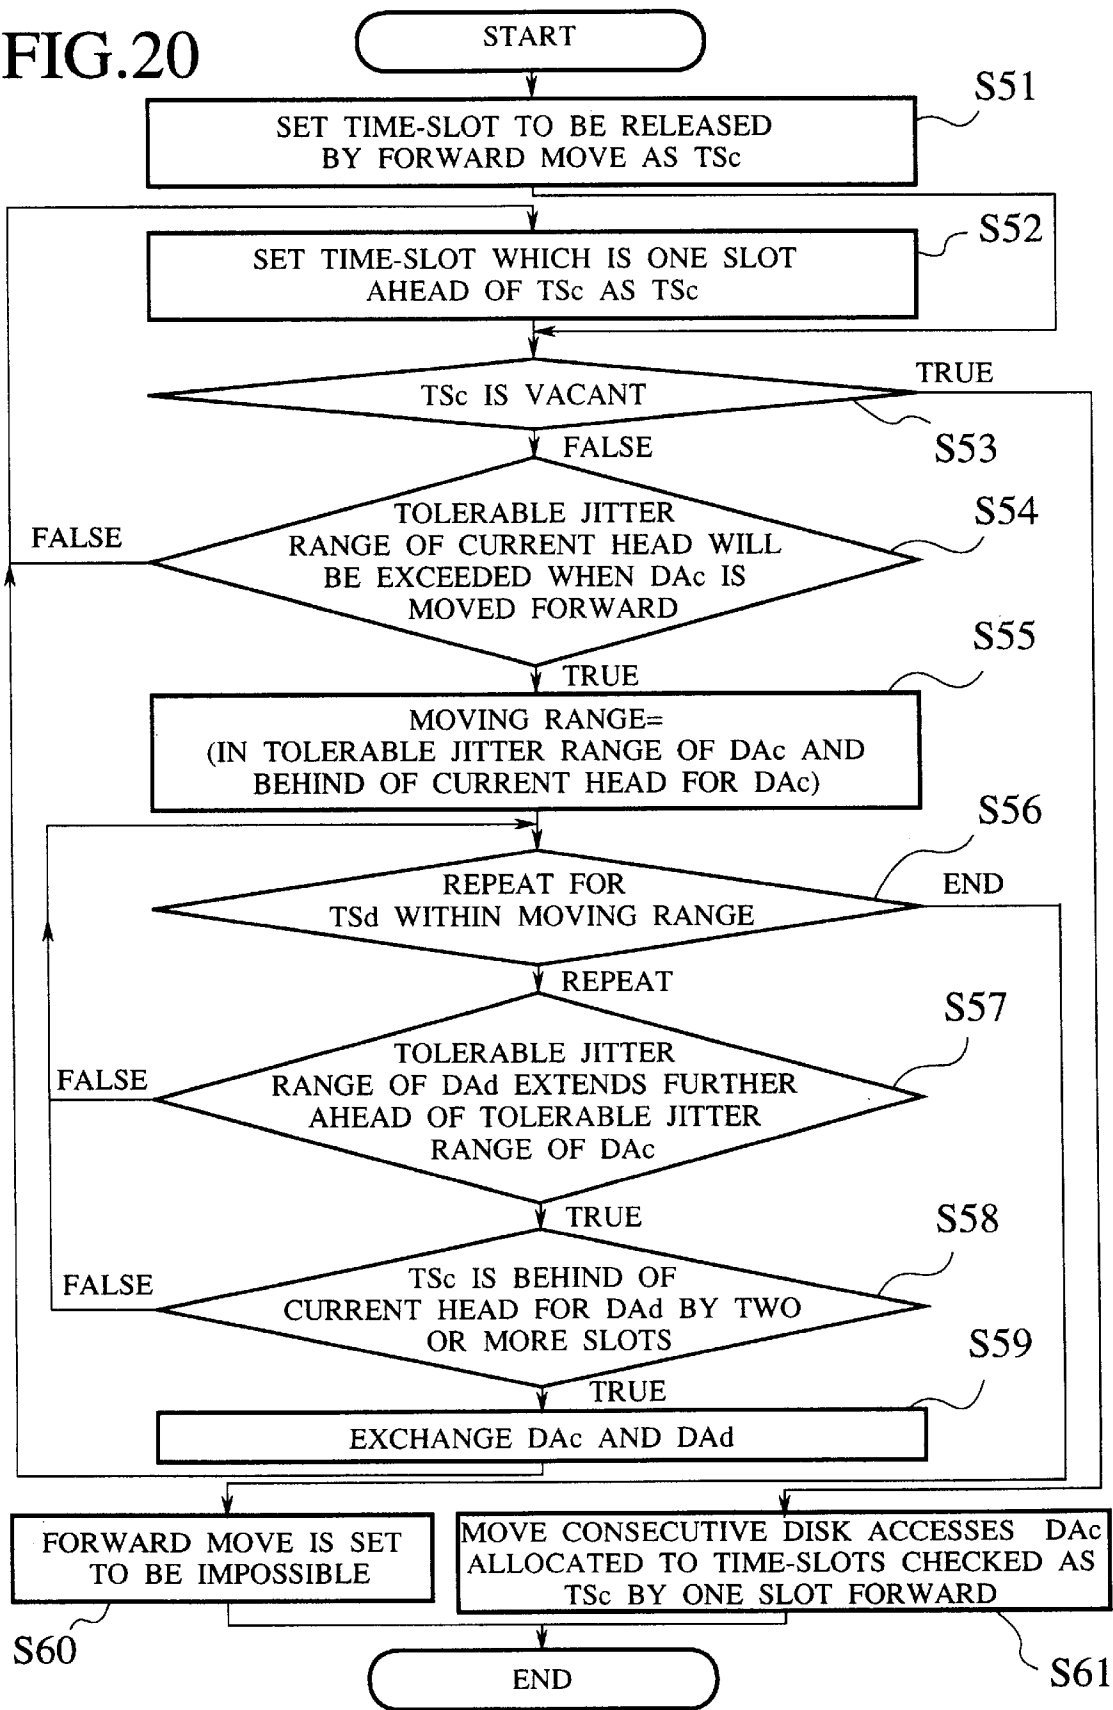 FIG.20
START
S51
SET TIME-SLOT TO BE RELEASED
BY FORWARD MOVE AS TSc
S52
SET TIME-SLOT WHICH IS ONE SLOT
AHEAD OF TSc AS TSc
TSc IS VACANT
TRUE
S53
FALSE
S54
TOLERABLE JITTER
RANGE OF CURRENT HEAD WILL
BE EXCEEDED WHEN DAc IS
MOVED FORWARD
FALSE
TRUE
S55
MOVING RANGE=
(IN TOLERABLE JITTER RANGE OF DAc AND
BEHIND OF CURRENT HEAD FOR DAc)
S56
REPEAT FOR
TSd WITHIN MOVING RANGE
END
REPEAT
S57
TOLERABLE JITTER
RANGE OF DAd EXTENDS FURTHER
AHEAD OF TOLERABLE JITTER
RANGE OF DAc
FALSE
TRUE
S58
TSc IS BEHIND OF
CURRENT HEAD FOR DAd BY TWO
OR MORE SLOTS
FALSE
TRUE
S59
EXCHANGE DAc AND DAd
FORWARD MOVE IS SET
TO BE IMPOSSIBLE
S60
MOVE CONSECUTIVE DISK ACCESSES DAc
ALLOCATED TO TIME-SLOTS CHECKED AS
TSc BY ONE SLOT FORWARD
S61
END